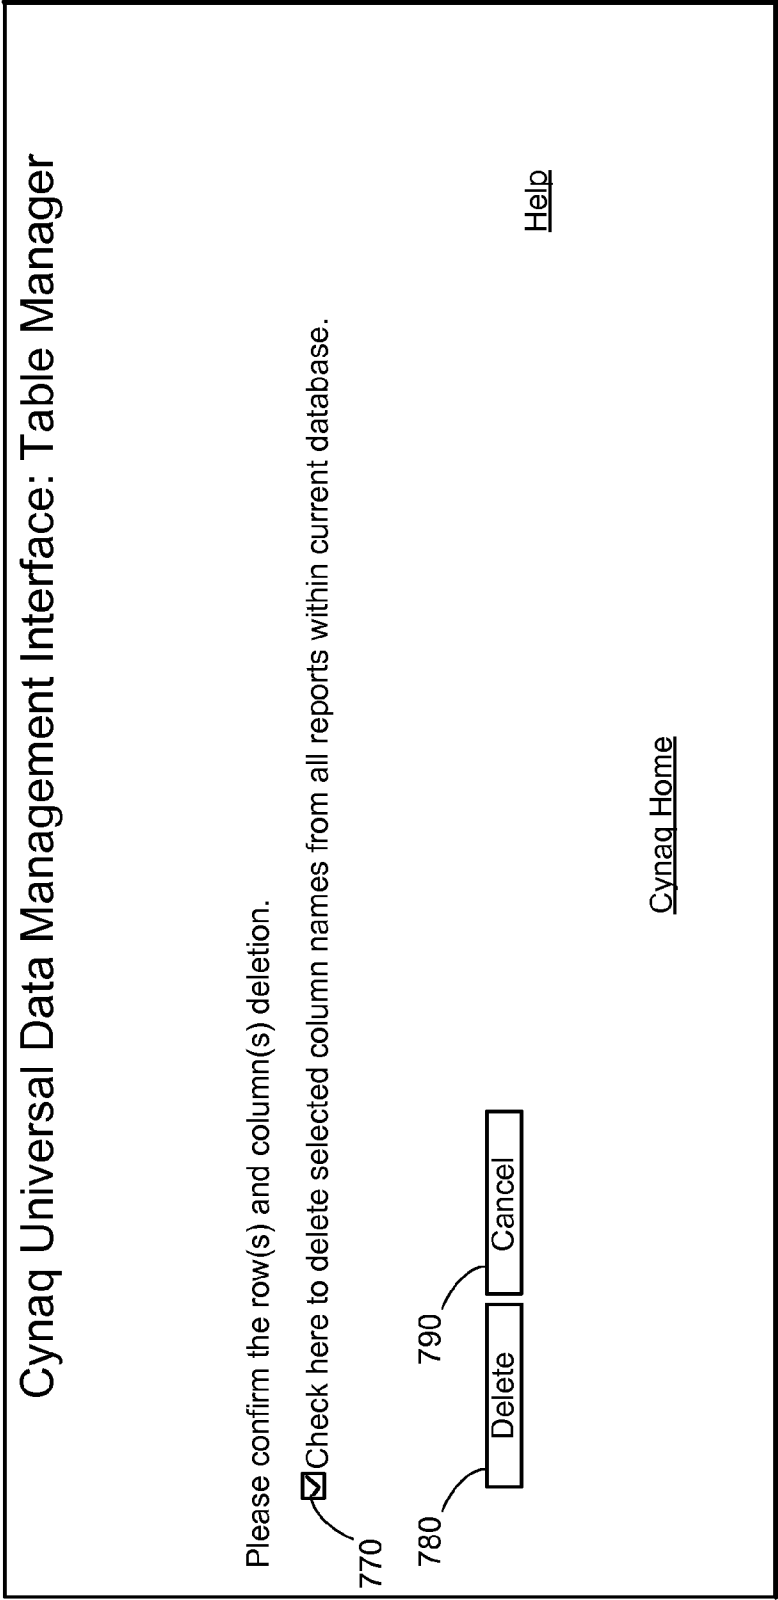 Cynaq Universal Data Management Interface: Table Manager
Please confirm the row(s) and column(s) deletion.
Check here to delete selected column names from all reports within current database.
770
780
790
Delete
Cancel
Help
Cynaq Home